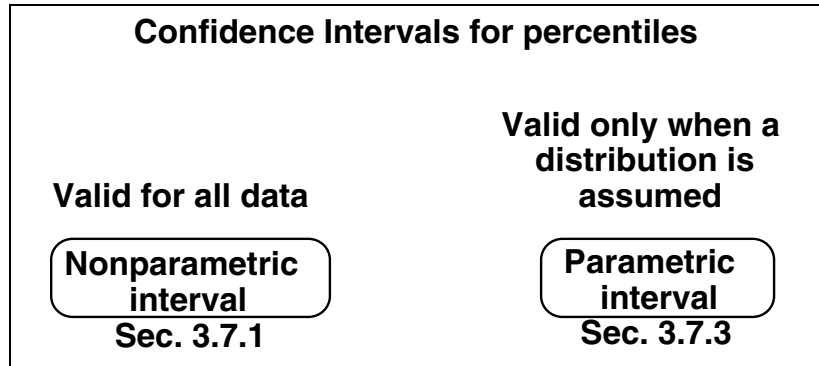 Confidence Intervals for percentiles
Valid for all data
Nonparametric
interval
Sec. 3.7.1
Valid only when a
distribution is
assumed
Parametric
interval
Sec. 3.7.3